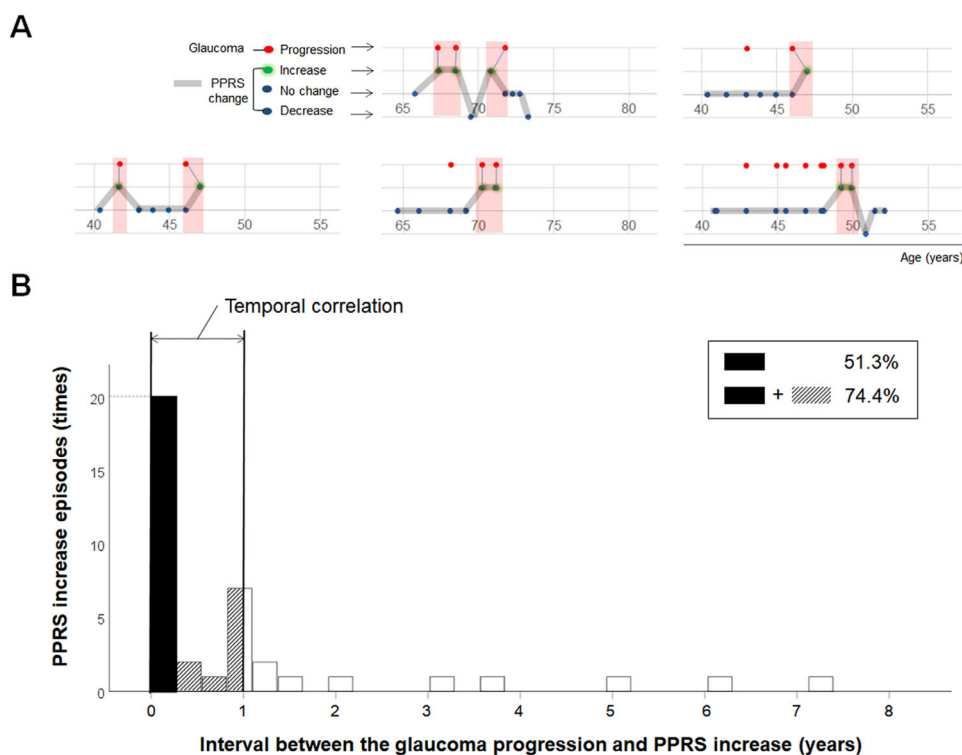 A
Glaucoma Progression
Increase
PPRS
change
No change
Decrease
65 70 75 80
40 45 50 55
40 45 50 55
65 70 75 80
40 45 50 55
Age (years)
B
Temporal correlation
51.3%
+ 74.4%
PPRS increase episodes (times)
20
15
10
5
0
0 1 2 3 4 5 6 7 8
Interval between the glaucoma progression and PPRS increase (years)